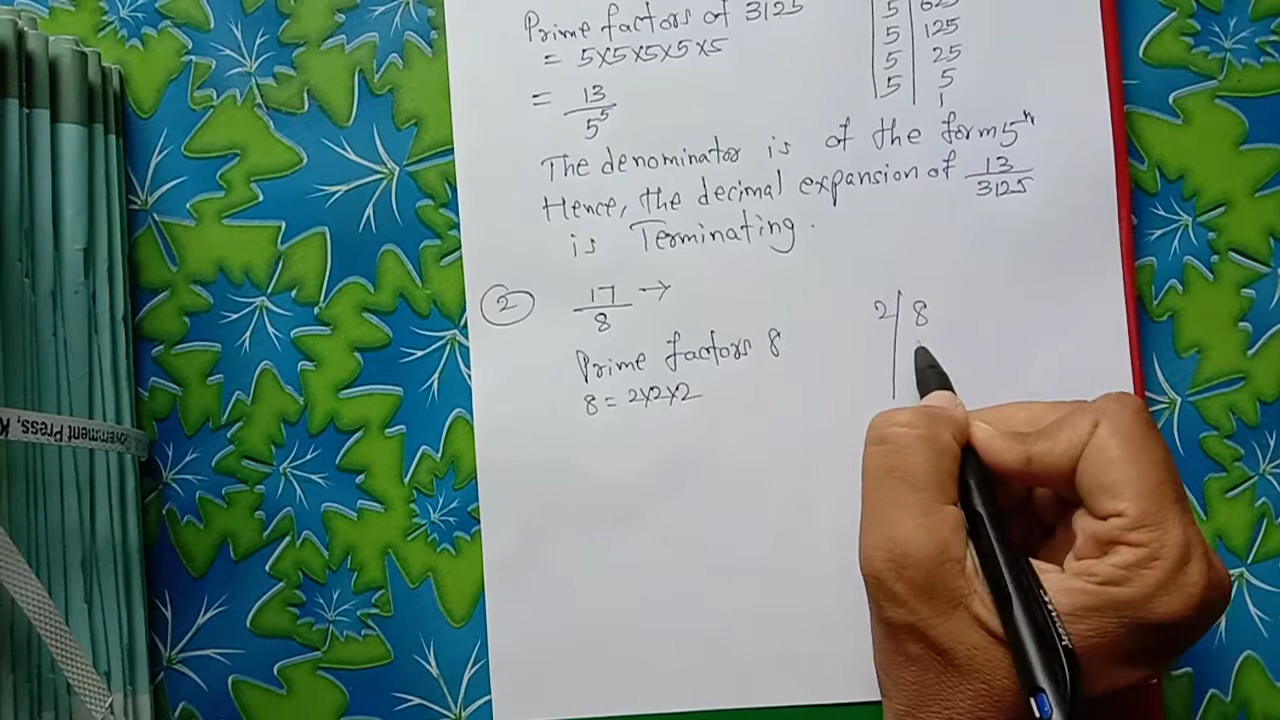 Prime factors of 3125
= 5×5×5×5×5
5 625
5 125
5 25
5 5
1
= 13/5⁵
The denominator is of the form 5ⁿ
Hence, the decimal expansion of 13/3125
is Terminating.
② 17/8 →
Prime factors 8
8 = 2×2×2
2 8
Government Press, K